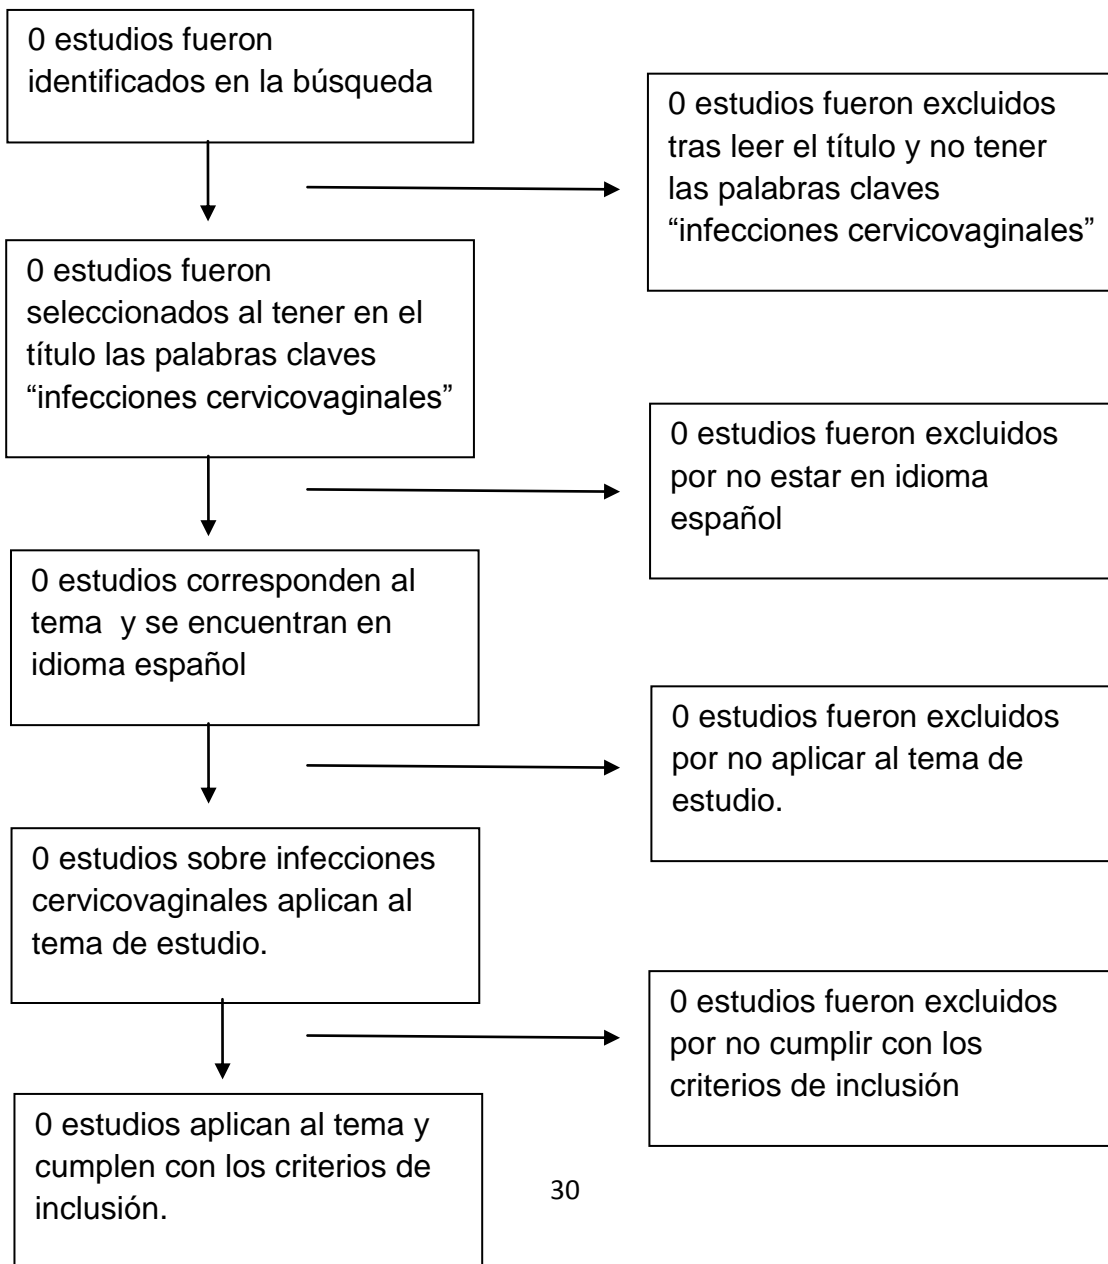 0 estudios fueron
identificados en la búsqueda
0 estudios fueron excluidos
tras leer el título y no tener
las palabras claves
“infecciones cervicovaginales”
0 estudios fueron
seleccionados al tener en el
título las palabras claves
“infecciones cervicovaginales”
0 estudios fueron excluidos
por no estar en idioma
español
0 estudios corresponden al
tema y se encuentran en
idioma español
0 estudios fueron excluidos
por no aplicar al tema de
estudio.
0 estudios sobre infecciones
cervicovaginales aplican al
tema de estudio.
0 estudios fueron excluidos
por no cumplir con los
criterios de inclusión
0 estudios aplican al tema y
cumplen con los criterios de
inclusión.
30